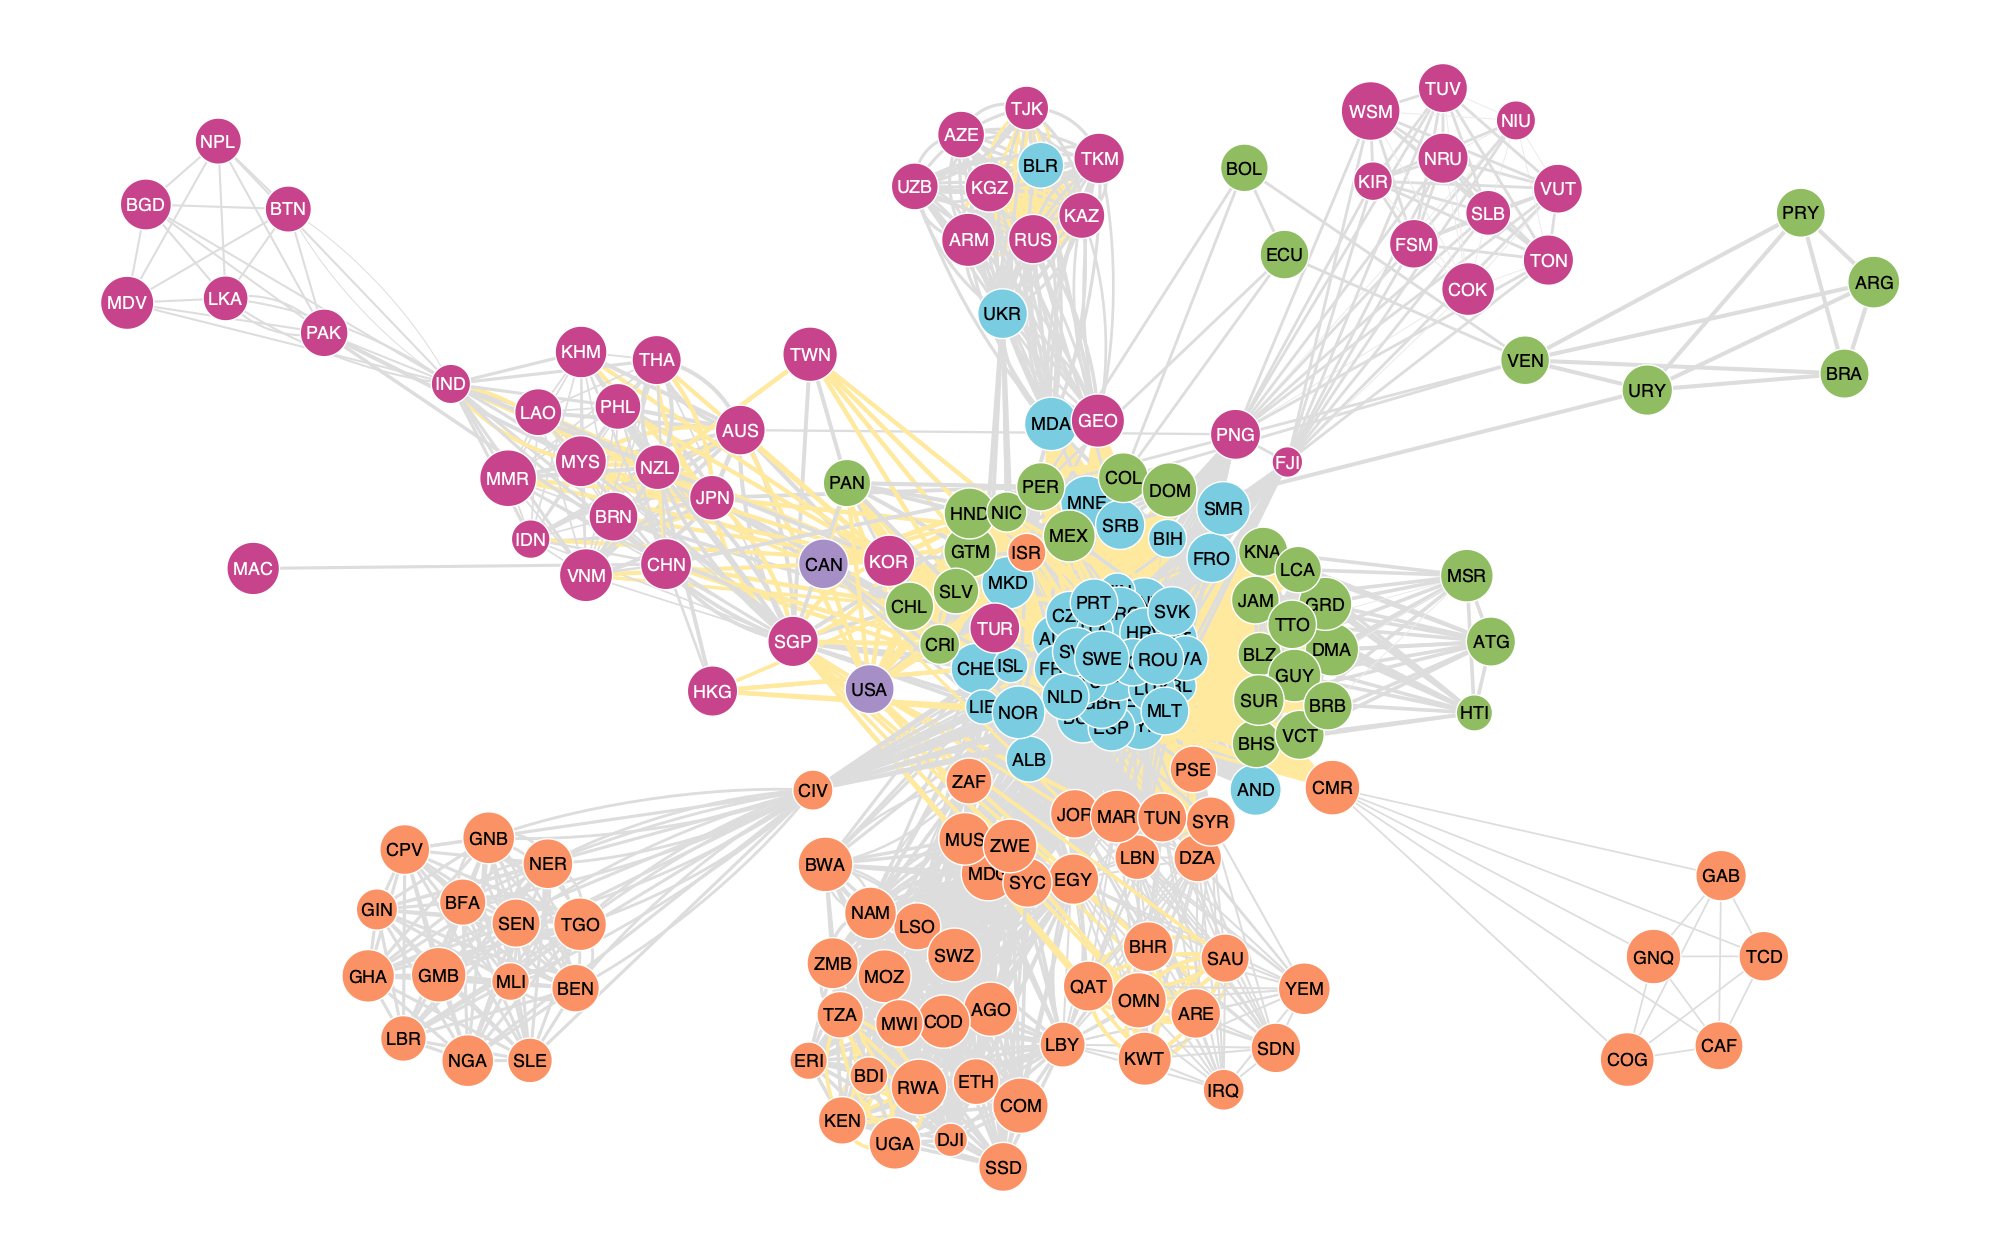 TUV
TJK
WSM
NIU
AZE
NPL
TKM
NRU
BLR
BOL
KIR
UZB
KGZ
VUT
BGD
BTN
PRY
SLB
KAZ
ARM
RUS
FSM
ECU
TON
ARG
COK
LKA
MDV
UKR
PAK
KHM
TWN
THA
VEN
BRA
IND
URY
PHL
LAO
GEO
MDA
AUS
PNG
MYS
FJI
NZL
MMR
COL
PAN
PER
DOM
JPN
MNE
SMR
HND
NIC
BRN
SRB
MEX
BIH
IDN
GTM
ISR
KNA
FRO
KOR
CAN
CHN
MAC
LCA
VNM
MSR
MKD
SLV
JAM
PRT
GRD
CHL
SVK
TTO
TUR
SGP
ATG
CRI
DMA
BLZ
SWE
ROU
ISL
CHE
GUY
USA
HKG
NLD
SUR
BRB
LIE
NOR
MLT
HTI
ESP
VCT
BHS
ALB
PSE
ZAF
CMR
CIV
AND
JOR
MAR
TUN
SYR
GNB
MUS
ZWE
CPV
LBN
DZA
NER
BWA
GAB
MDG
SYC
EGY
BFA
GIN
NAM
SEN
TGO
LSO
BHR
SWZ
GNQ
TCD
SAU
ZMB
GHA
GMB
MOZ
MLI
BEN
QAT
YEM
OMN
AGO
ARE
TZA
COD
MWI
LBR
LBY
CAF
SDN
KWT
COG
NGA
SLE
ERI
BDI
ETH
RWA
IRQ
COM
KEN
DJI
UGA
SSD